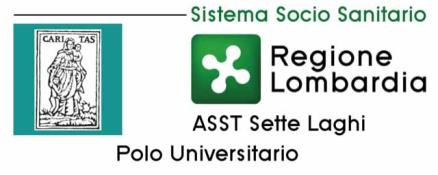 Sistema Socio Sanitario
CARI TAS
Regione
Lombardia
ASST Sette Laghi
Polo Universitario